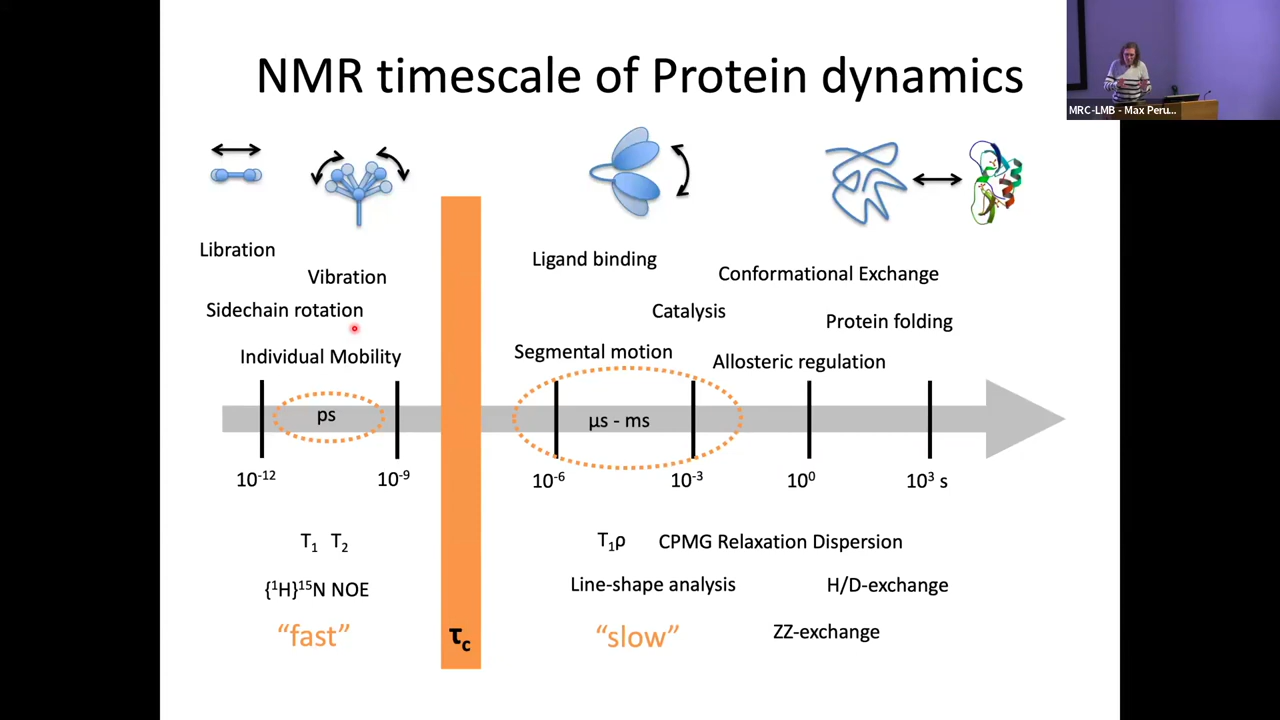 NMR timescale of Protein dynamics
MRC-LMB - Max Peru...
Libration
Vibration
Sidechain rotation
Individual Mobility
Ligand binding
Conformational Exchange
Catalysis
Protein folding
Segmental motion
Allosteric regulation
ps
μs - ms
10⁻¹² 10⁻⁹ 10⁻⁶ 10⁻³ 10⁰ 10³ s
T₁ T₂
T₁ρ
CPMG Relaxation Dispersion
{¹H}¹⁵N NOE
Line-shape analysis
H/D-exchange
“fast”
τc
“slow”
ZZ-exchange